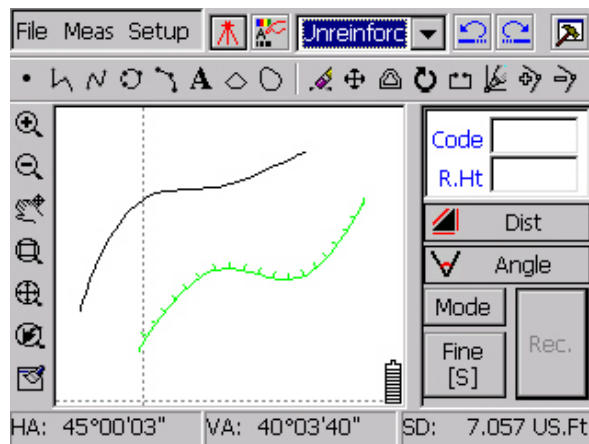 File Meas Setup Unreinforc
A
Code
R.Ht
Dist
Angle
Mode
Fine
[S]
Rec.
HA: 45°00'03" VA: 40°03'40" SD: 7.057 US.Ft